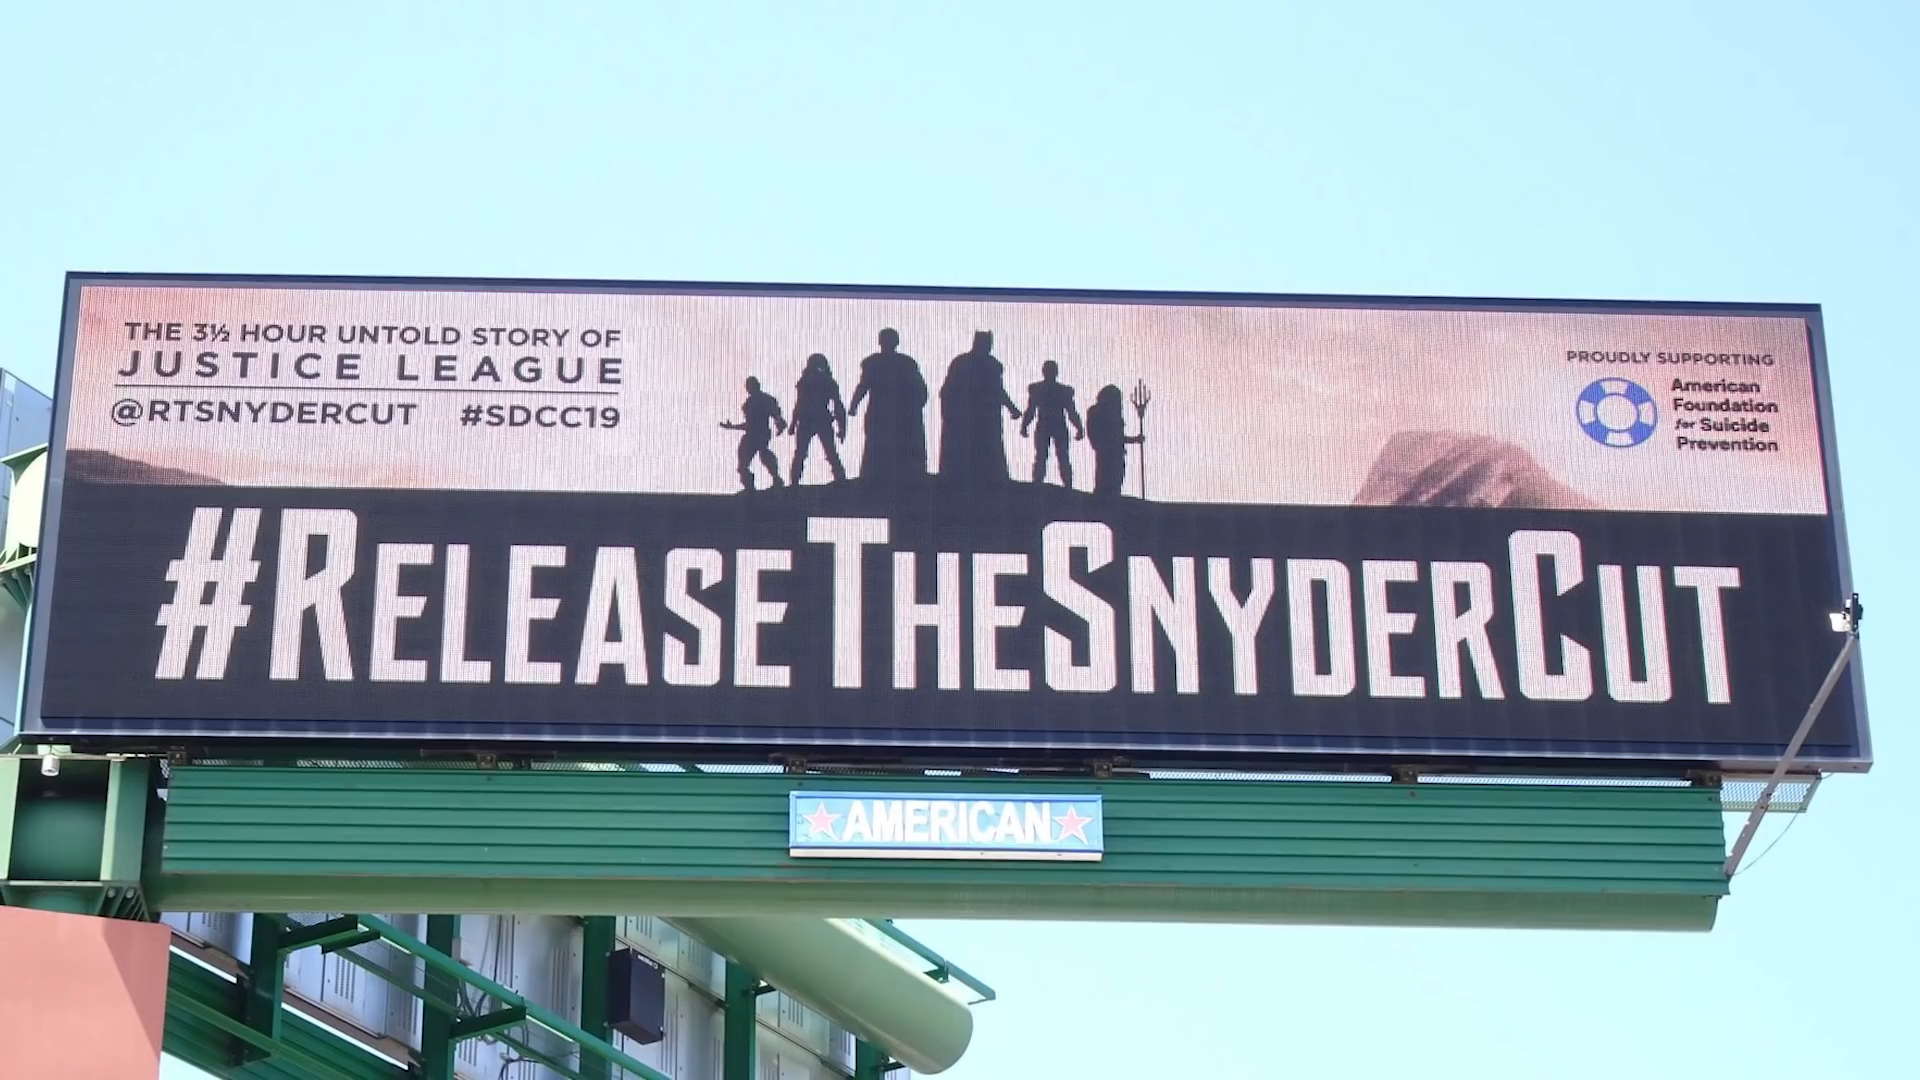 THE 3½ HOUR UNTOLD STORY OF
JUSTICE LEAGUE
@RTSNYDERCUT #SDCC19
PROUDLY SUPPORTING
American
Foundation
for Suicide
Prevention
#RELEASETHESNYDERCUT
AMERICAN